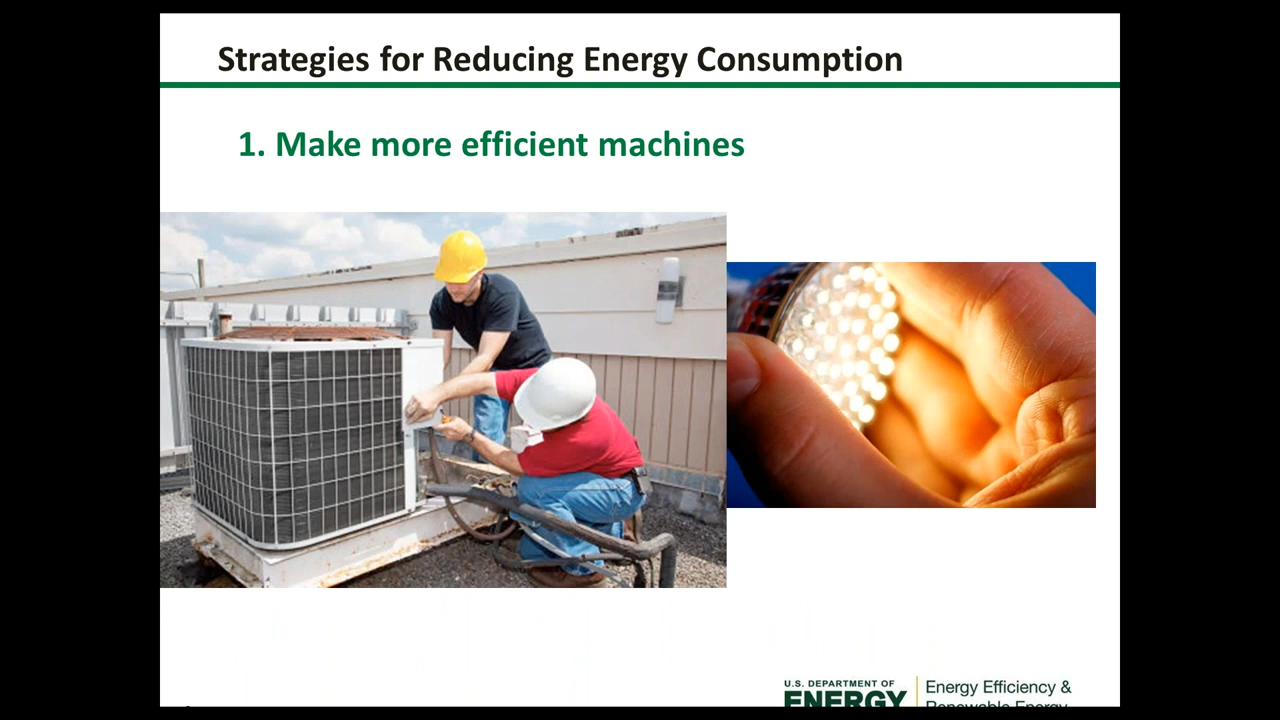 Strategies for Reducing Energy Consumption
1. Make more efficient machines
U.S. DEPARTMENT OF
ENERGY
Energy Efficiency &
Renewable Energy